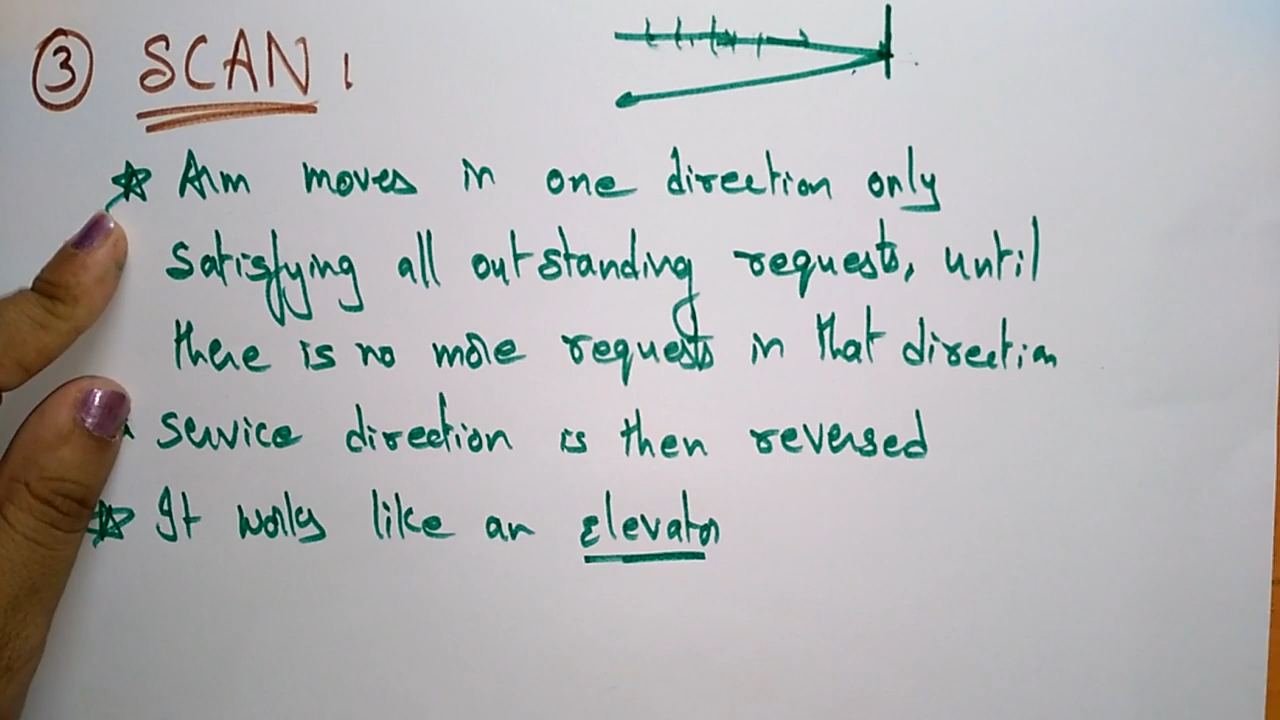 ③ SCAN :
☆ Arm moves in one direction only
satisfying all outstanding requests, until
there is no more requests in that direction
☆ service direction is then reversed
☆ It works like an elevator